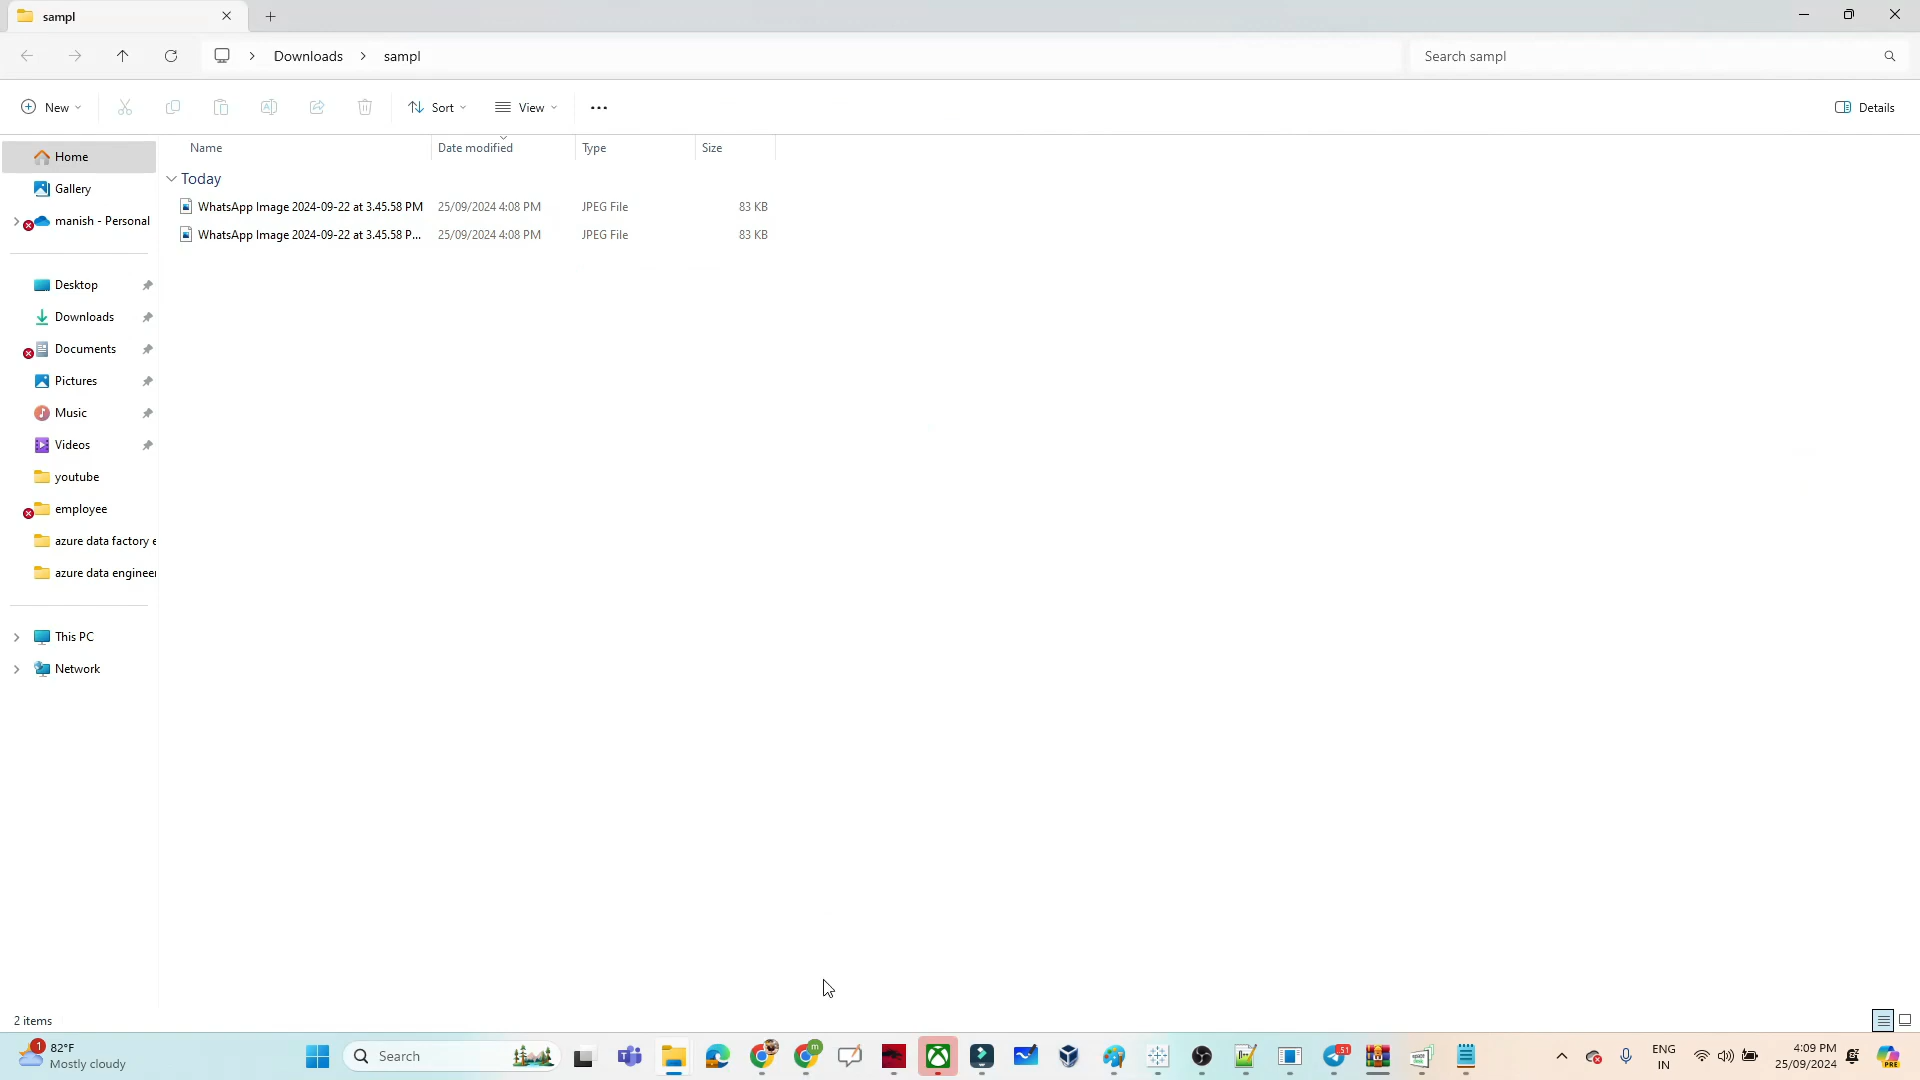 sampl
Downloads > sampl
Search sampl
New
Sort
View
Details
Name Date modified Type Size
Today
WhatsApp Image 2024-09-22 at 3.45.58 PM 25/09/2024 4:08 PM JPEG File 83 KB
WhatsApp Image 2024-09-22 at 3.45.58 P... 25/09/2024 4:08 PM JPEG File 83 KB
Home
Gallery
manish - Personal
Desktop
Downloads
Documents
Pictures
Music
Videos
youtube
employee
azure data factory e
azure data engineer
This PC
Network
2 items
1
82°F
Mostly cloudy
Search
m
51
ENG
IN
4:09 PM
25/09/2024
PRE